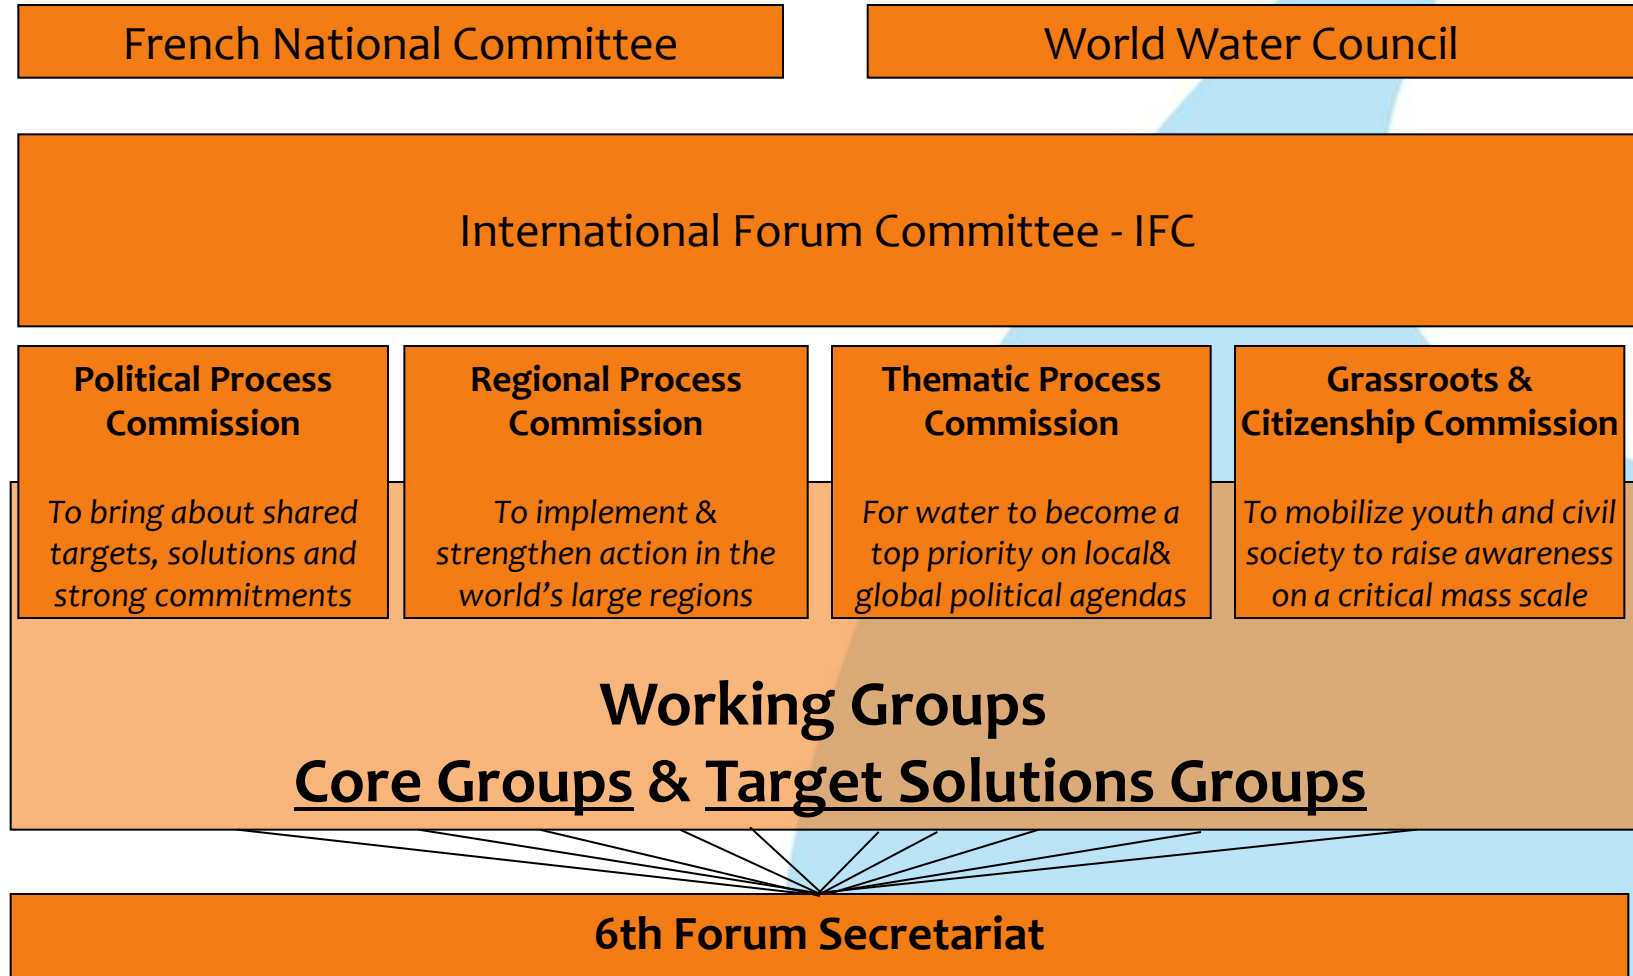 French National Committee
World Water Council
International Forum Committee - IFC
Political Process
Commission
To bring about shared
targets, solutions and
strong commitments
Regional Process
Commission
To implement &
strengthen action in the
world’s large regions
Thematic Process
Commission
For water to become a
top priority on local&
global political agendas
Grassroots &
Citizenship Commission
To mobilize youth and civil
society to raise awareness
on a critical mass scale
Working Groups
Core Groups & Target Solutions Groups
6th Forum Secretariat